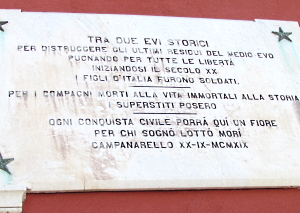 TRA DUE EVI STORICI
PER DISTRUGGERE GLI ULTIMI RESIDUI DEL MEDIO-EVO
PUGNANDO PER TUTTE LE LIBERTÀ
INIZIANDOSI IL SECOLO XX
I FIGLI D'ITALIA FURONO SOLDATI.
PER I COMPAGNI MORTI ALLA VITA IMMORTALI ALLA STORIA
I SUPERSTITI POSERO
OGNI CONQUISTA CIVILE PORRÀ QUI UN FIORE
PER CHI SOGNÒ LOTTÒ MORÌ
CAMPANARELLO XX-IX-MCMXIX